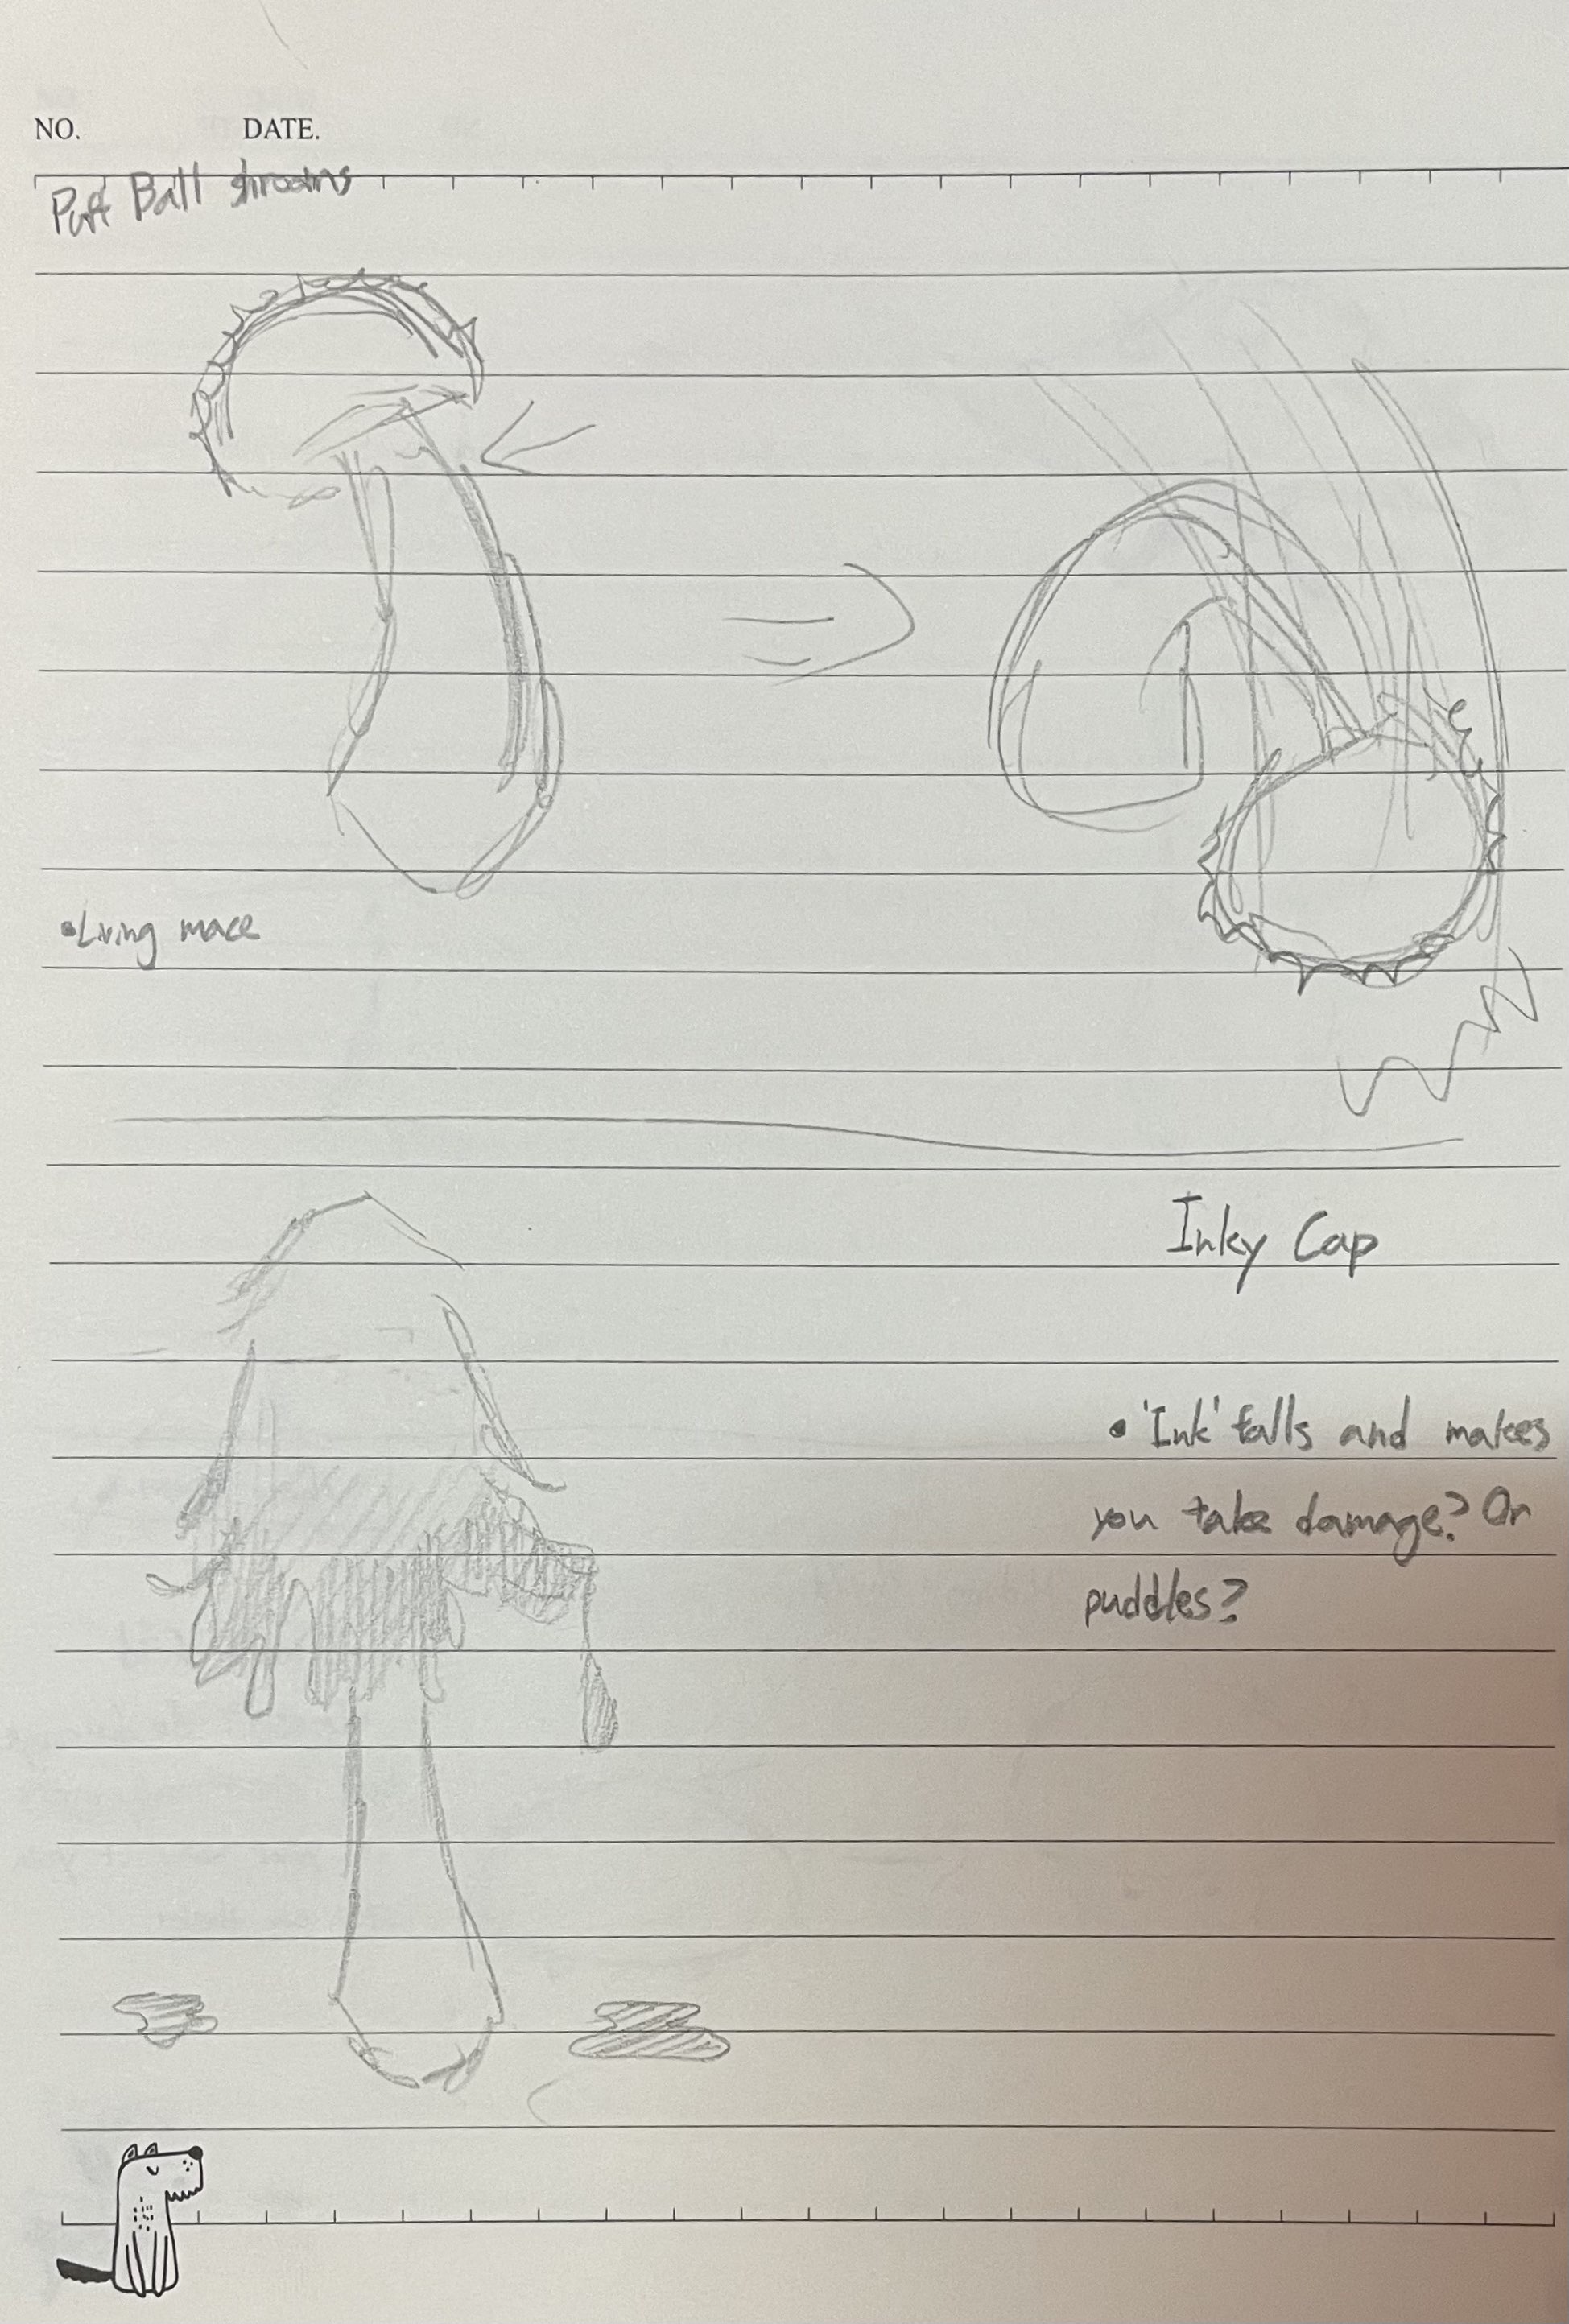 NO. DATE.
Puff Ball shrooms
•Living mace
Inky Cap
• 'Ink' falls and makes
you take damage? Or
puddles?